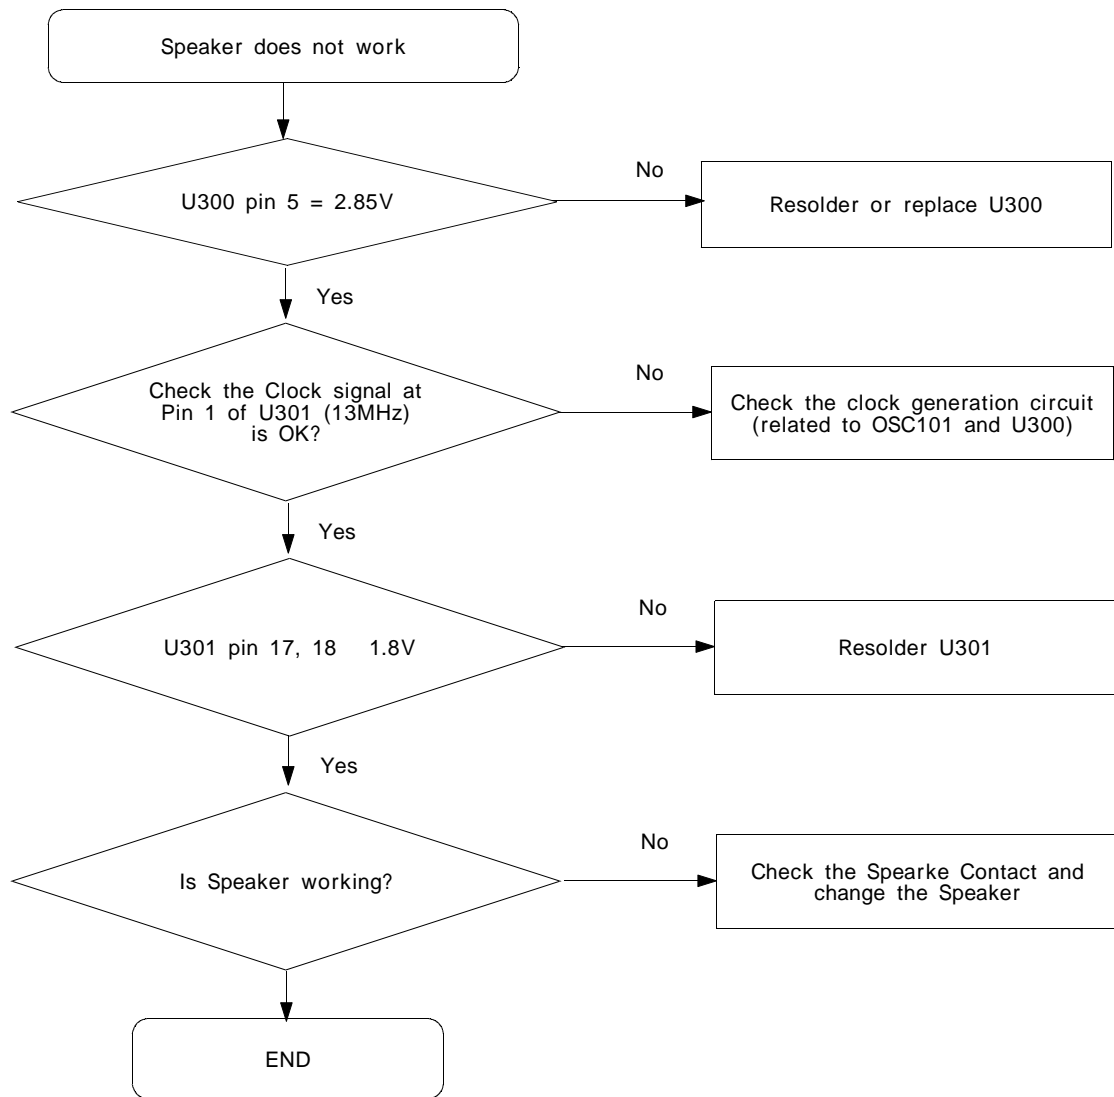 Speaker does not work
U300 pin 5 = 2.85V
No
Resolder or replace U300
Yes
Check the Clock signal at
Pin 1 of U301 (13MHz)
is OK?
No
Check the clock generation circuit
(related to OSC101 and U300)
Yes
U301 pin 17, 18 1.8V
No
Resolder U301
Yes
Is Speaker working?
No
Check the Spearke Contact and
change the Speaker
END